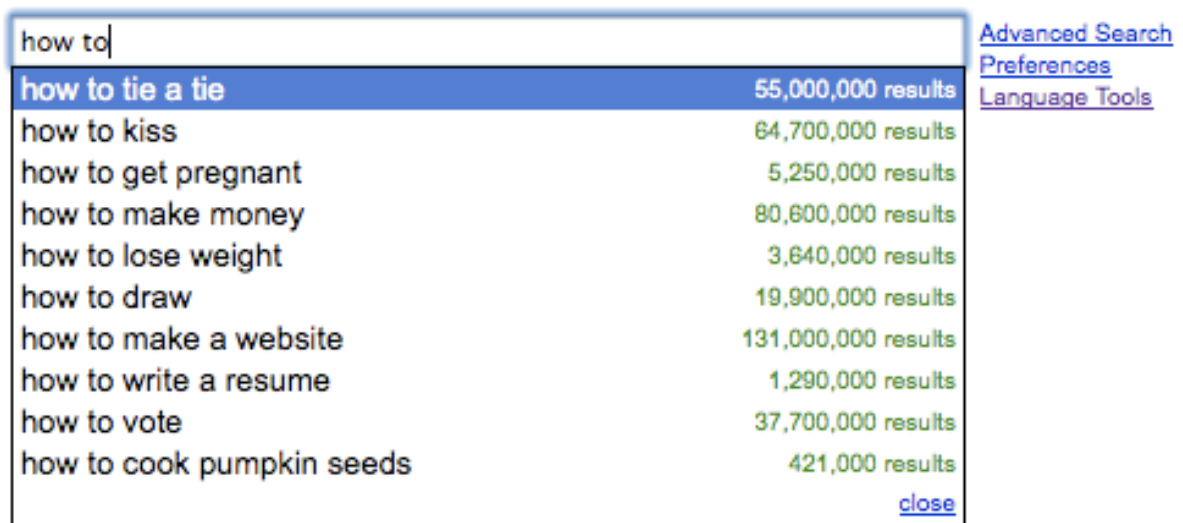 how to
how to tie a tie 55,000,000 results
how to kiss 64,700,000 results
how to get pregnant 5,250,000 results
how to make money 80,600,000 results
how to lose weight 3,640,000 results
how to draw 19,900,000 results
how to make a website 131,000,000 results
how to write a resume 1,290,000 results
how to vote 37,700,000 results
how to cook pumpkin seeds 421,000 results
close
Advanced Search
Preferences
Language Tools